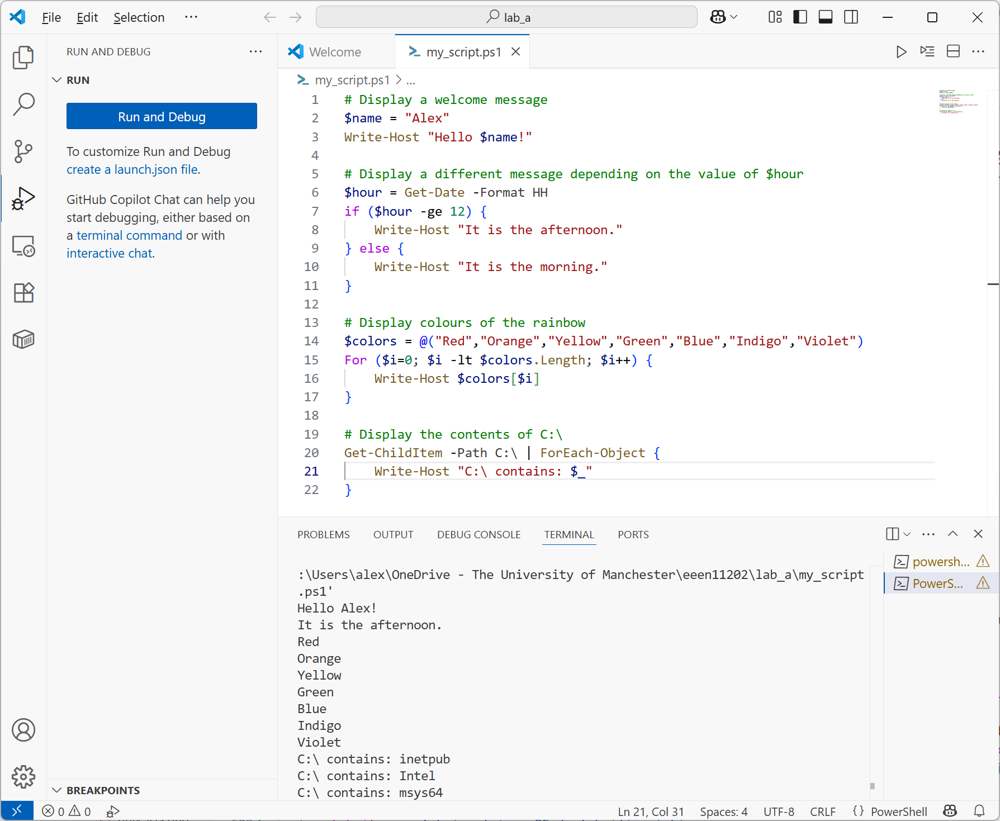 File Edit Selection ··· lab_a
RUN AND DEBUG ···
RUN
Run and Debug
To customize Run and Debug
create a launch.json file.
GitHub Copilot Chat can help you
start debugging, either based on
a terminal command or with
interactive chat.
BREAKPOINTS
Welcome my_script.ps1
my_script.ps1 > ...
1 # Display a welcome message
2 $name = "Alex"
3 Write-Host "Hello $name!"
4
5 # Display a different message depending on the value of $hour
6 $hour = Get-Date -Format HH
7 if ($hour -ge 12) {
8 Write-Host "It is the afternoon."
9 } else {
10 Write-Host "It is the morning."
11 }
12
13 # Display colours of the rainbow
14 $colors = @("Red","Orange","Yellow","Green","Blue","Indigo","Violet")
15 For ($i=0; $i -lt $colors.Length; $i++) {
16 Write-Host $colors[$i]
17 }
18
19 # Display the contents of C:\
20 Get-ChildItem -Path C:\ | ForEach-Object {
21 Write-Host "C:\ contains: $_"
22 }
PROBLEMS OUTPUT DEBUG CONSOLE TERMINAL PORTS
:\Users\alex\OneDrive - The University of Manchester\eeen11202\lab_a\my_script
.ps1'
Hello Alex!
It is the afternoon.
Red
Orange
Yellow
Green
Blue
Indigo
Violet
C:\ contains: inetpub
C:\ contains: Intel
C:\ contains: msys64
powersh...
PowerS...
0 0 Ln 21, Col 31 Spaces: 4 UTF-8 CRLF {} PowerShell